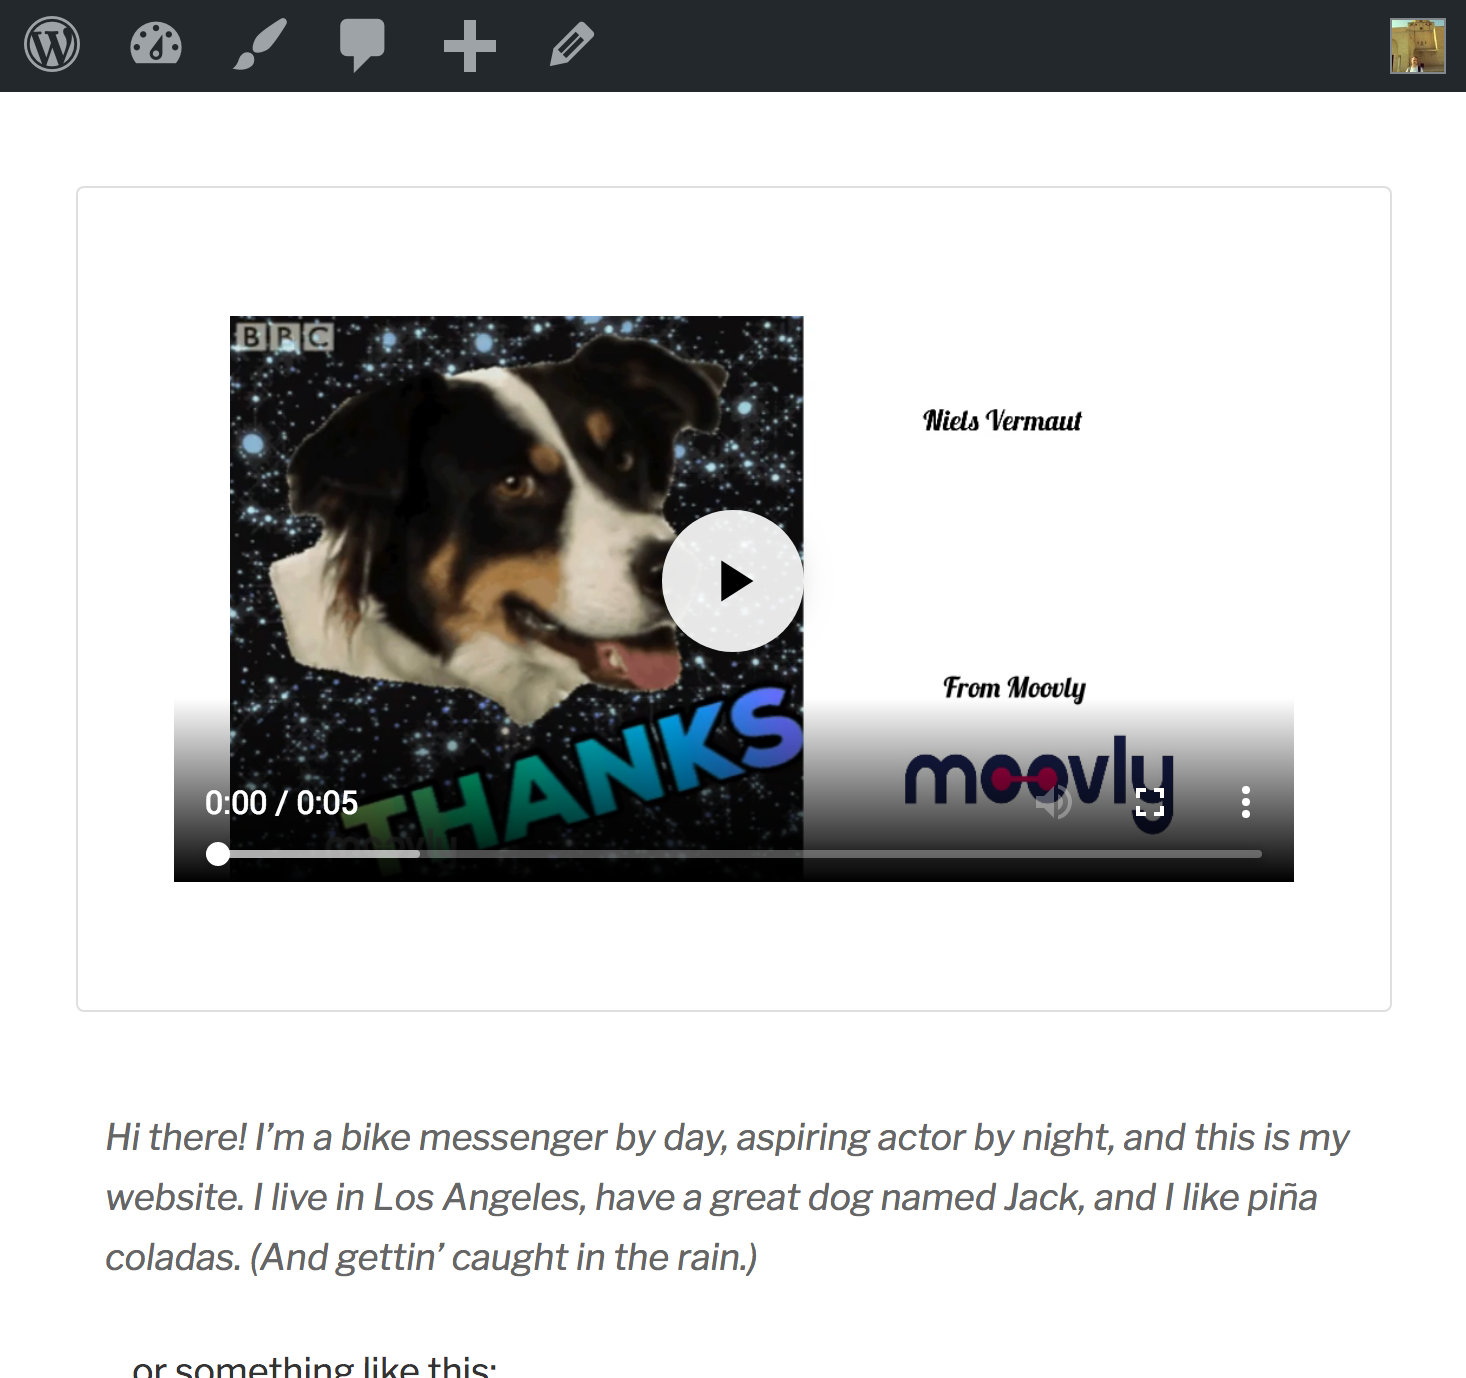 BBC
Niels Vermaut
THANKS
From Moovly
moovly
0:00 / 0:05
Hi there! I’m a bike messenger by day, aspiring actor by night, and this is my
website. I live in Los Angeles, have a great dog named Jack, and I like piña
coladas. (And gettin’ caught in the rain.)
or something like this: